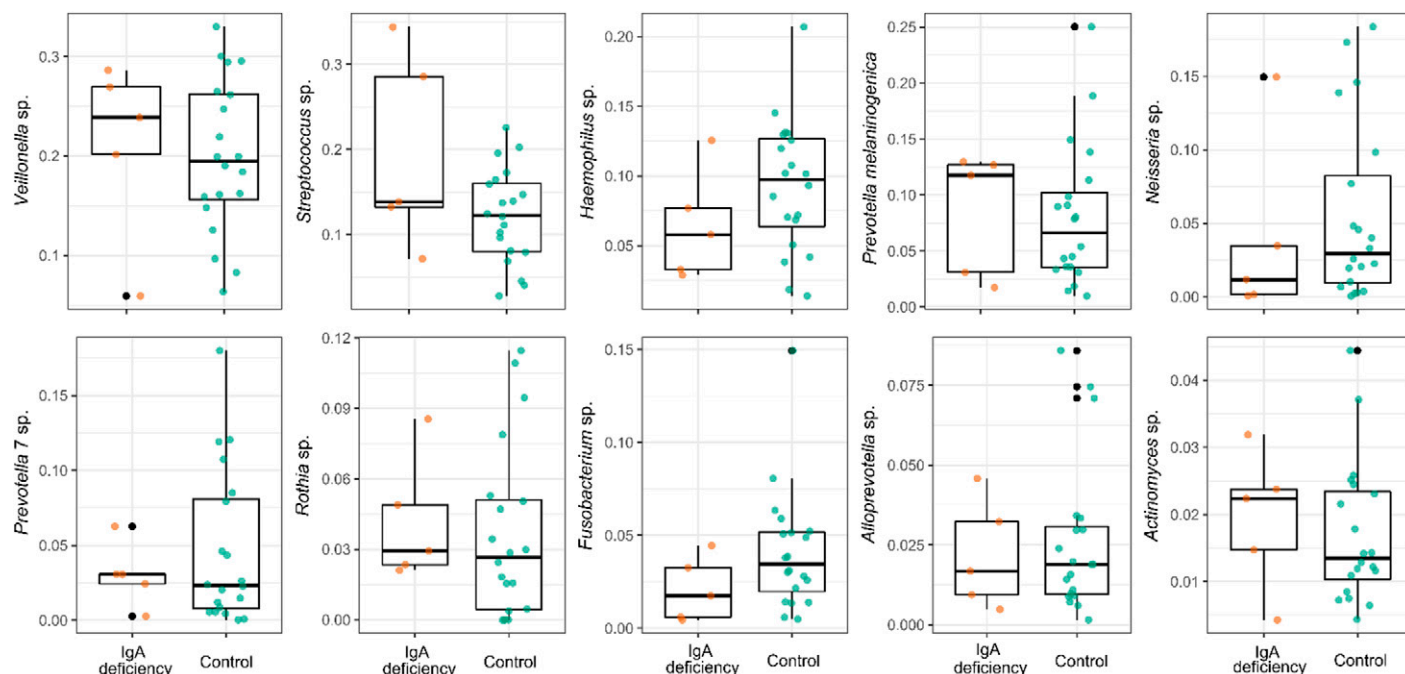 Veillonella sp.
0.3
0.2
0.1
Streptococcus sp.
0.3
0.2
0.1
Haemophilus sp.
0.20
0.15
0.10
0.05
Prevotella melaninogenica
0.25
0.20
0.15
0.10
0.05
0.00
Neisseria sp.
0.15
0.10
0.05
0.00
Prevotella 7 sp.
0.15
0.10
0.05
0.00
Rothia sp.
0.12
0.09
0.06
0.03
0.00
Fusobacterium sp.
0.15
0.10
0.05
0.00
Alloprevotella sp.
0.075
0.050
0.025
0.000
Actinomyces sp.
0.04
0.03
0.02
0.01
IgA
deficiency
Control
IgA
deficiency
Control
IgA
deficiency
Control
IgA
deficiency
Control
IgA
deficiency
Control